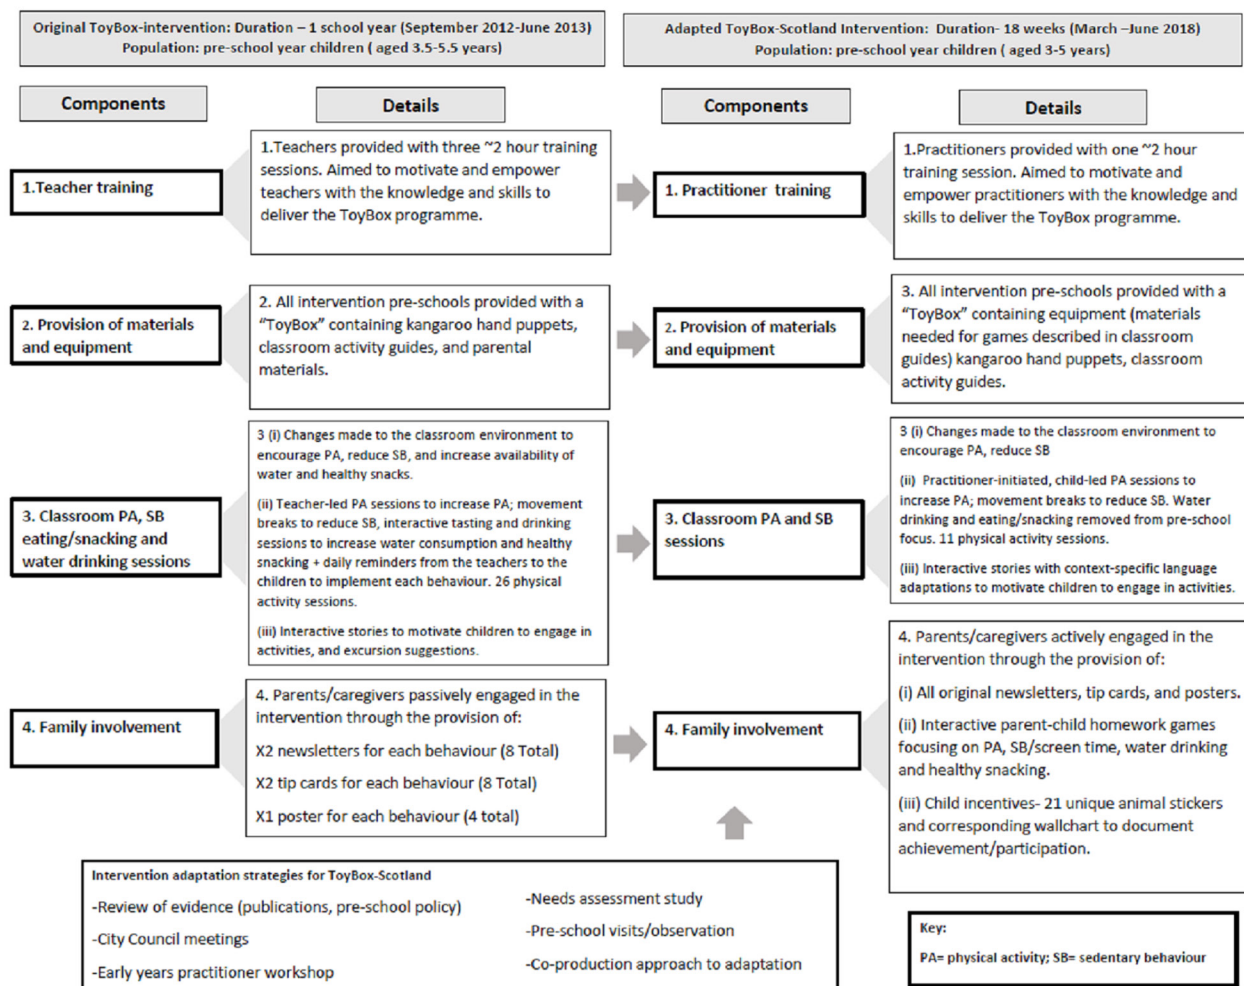 Original ToyBox-intervention: Duration – 1 school year (September 2012-June 2013)
Population: pre-school year children ( aged 3.5-5.5 years)
Components
Details
1.Teacher training
1.Teachers provided with three ~2 hour training
sessions. Aimed to motivate and empower
teachers with the knowledge and skills to
deliver the ToyBox programme.
2. Provision of materials
and equipment
2. All intervention pre-schools provided with a
“ToyBox” containing kangaroo hand puppets,
classroom activity guides, and parental
materials.
3. Classroom PA, SB
eating/snacking and
water drinking sessions
3 (i) Changes made to the classroom environment to
encourage PA, reduce SB, and increase availability of
water and healthy snacks.
(ii) Teacher-led PA sessions to increase PA; movement
breaks to reduce SB, interactive tasting and drinking
sessions to increase water consumption and healthy
snacking + daily reminders from the teachers to the
children to implement each behaviour. 26 physical
activity sessions.
(iii) Interactive stories to motivate children to engage in
activities, and excursion suggestions.
4. Family involvement
4. Parents/caregivers passively engaged in the
intervention through the provision of:
X2 newsletters for each behaviour (8 Total)
X2 tip cards for each behaviour (8 Total)
X1 poster for each behaviour (4 total)
Adapted ToyBox-Scotland Intervention: Duration- 18 weeks (March –June 2018)
Population: pre-school year children ( aged 3-5 years)
Components
Details
1. Practitioner training
1.Practitioners provided with one ~2 hour
training session. Aimed to motivate and
empower practitioners with the knowledge and
skills to deliver the ToyBox programme.
2. Provision of materials
and equipment
3. All intervention pre-schools provided with a
“ToyBox” containing equipment (materials
needed for games described in classroom
guides) kangaroo hand puppets, classroom
activity guides.
3. Classroom PA and SB
sessions
3 (i) Changes made to the classroom environment to
encourage PA, reduce SB
(ii) Practitioner-initiated, child-led PA sessions to
increase PA; movement breaks to reduce SB. Water
drinking and eating/snacking removed from pre-school
focus. 11 physical activity sessions.
(iii) Interactive stories with context-specific language
adaptations to motivate children to engage in activities.
4. Family involvement
4. Parents/caregivers actively engaged in the
intervention through the provision of:
(i) All original newsletters, tip cards, and posters.
(ii) Interactive parent-child homework games
focusing on PA, SB/screen time, water drinking
and healthy snacking.
(iii) Child incentives- 21 unique animal stickers
and corresponding wallchart to document
achievement/participation.
Intervention adaptation strategies for ToyBox-Scotland
-Review of evidence (publications, pre-school policy)
-City Council meetings
-Early years practitioner workshop
-Needs assessment study
-Pre-school visits/observation
-Co-production approach to adaptation
Key:
PA= physical activity; SB= sedentary behaviour